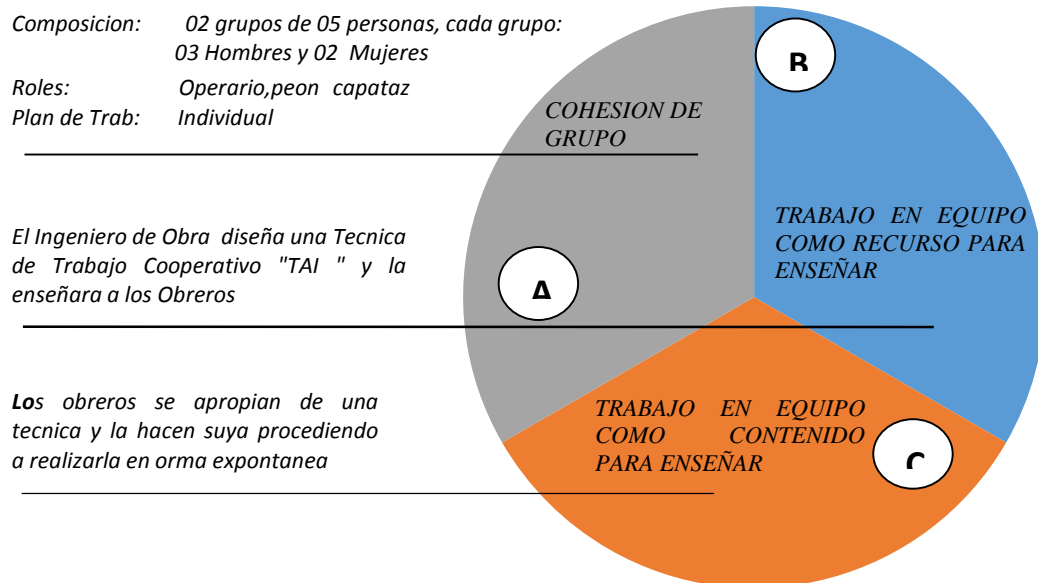 Composicion: 02 grupos de 05 personas, cada grupo:
03 Hombres y 02 Mujeres
Roles: Operario,peon capataz
Plan de Trab: Individual
El Ingeniero de Obra diseña una Tecnica
de Trabajo Cooperativo "TAI " y la
enseñara a los Obreros
Los obreros se apropian de una
tecnica y la hacen suya procediendo
a realizarla en orma expontanea
B
COHESION DE
GRUPO
TRABAJO EN EQUIPO
COMO RECURSO PARA
ENSEÑAR
A
TRABAJO EN EQUIPO
COMO CONTENIDO
PARA ENSEÑAR
C